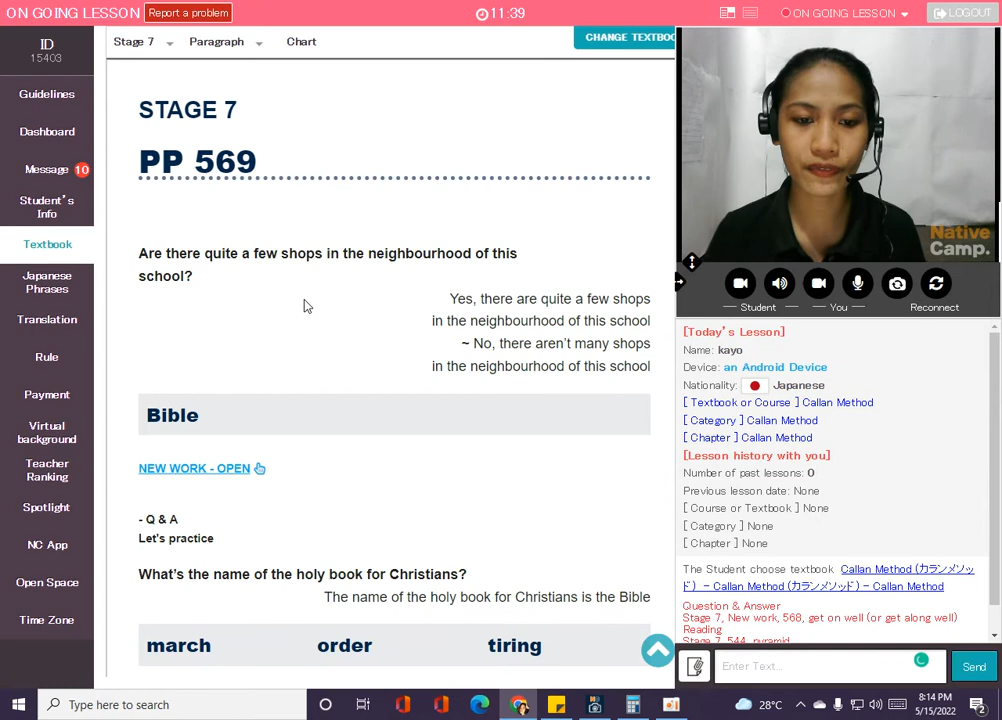 ON GOING LESSON Report a problem 11:39 ON GOING LESSON LOGOUT
ID
15403
Guidelines
Dashboard
Message 10
Student's
Info
Textbook
Japanese
Phrases
Translation
Rule
Payment
Virtual
background
Teacher
Ranking
Spotlight
NC App
Open Space
Time Zone
Stage 7 Paragraph Chart CHANGE TEXTBOO
STAGE 7
PP 569
Are there quite a few shops in the neighbourhood of this
school?
Yes, there are quite a few shops
in the neighbourhood of this school
~ No, there aren't many shops
in the neighbourhood of this school
Bible
NEW WORK - OPEN
- Q & A
Let's practice
What's the name of the holy book for Christians?
The name of the holy book for Christians is the Bible
march order tiring
Native
Camp.
Student You Reconnect
[Today's Lesson]
Name: kayo
Device: an Android Device
Nationality: Japanese
[ Textbook or Course ] Callan Method
[ Category ] Callan Method
[ Chapter ] Callan Method
[Lesson history with you]
Number of past lessons: 0
Previous lesson date: None
[ Course or Textbook ] None
[ Category ] None
[ Chapter ] None
The Student choose textbook Callan Method (カランメソッ
ド) - Callan Method (カランメソッド) - Callan Method
Question & Answer
Stage 7, New work, 568, get on well (or get along well)
Reading
Stage 7, 544, pyramid
Enter Text... Send
Type here to search
28°C
8:14 PM
5/15/2022
2